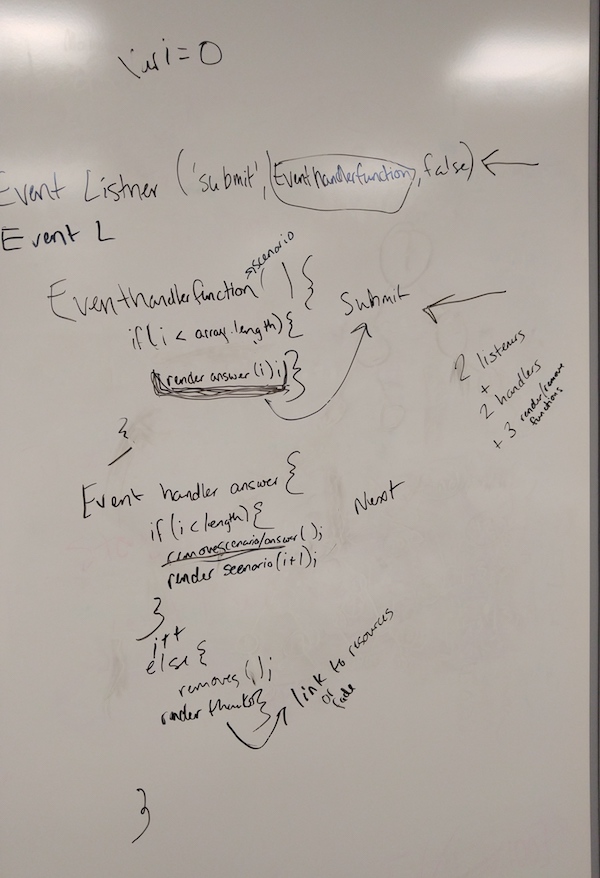 var i = 0
Event Listner ('submit', Eventhandlerfunction, false)
Event L
scenario
Eventhandlerfunction ( ) {
if (i < array.length) {
render answer (i);}
}
Submit
2 listeners
+
2 handlers
+ 3 render/remove
functions
Event handler answer {
if (i < length) {
removescenario/answer ();
render scenario (i+1);
}
Next
i++
else {
removes ( );
render thanks}
link to resources
or
}